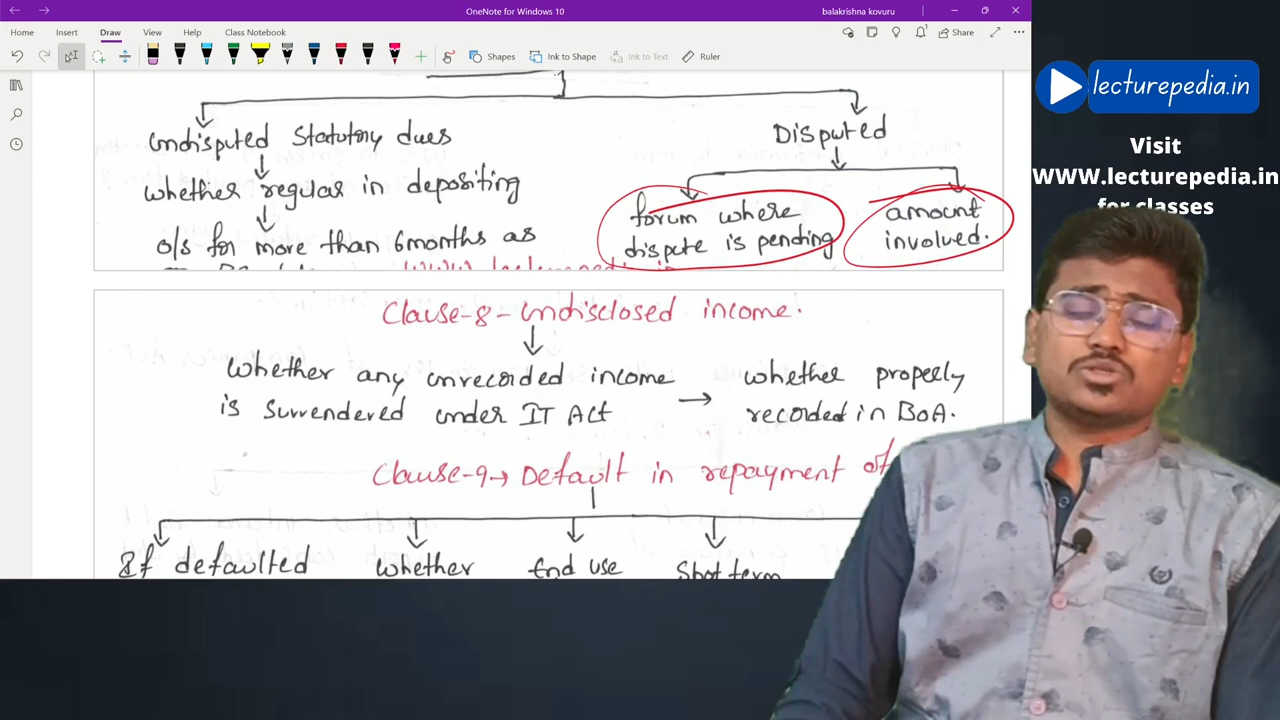 OneNote for Windows 10
balakrishna kovuru
Home Insert Draw View Help Class Notebook
Share
Shapes Ink to Shape Ink to Text Ruler
Undisputed Statutory dues
whether regular in depositing
o/s for more than 6 months as
Disputed
forum where
dispute is pending
amount
involved.
Clause-8 - Undisclosed income.
Whether any unrecorded income
is surrendered under IT Act
whether properly
recorded in BoA.
Clause-9 → Default in repayment of
If defaulted whether End use Shot term
lecturepedia.in
Visit
www.lecturepedia.in
for classes